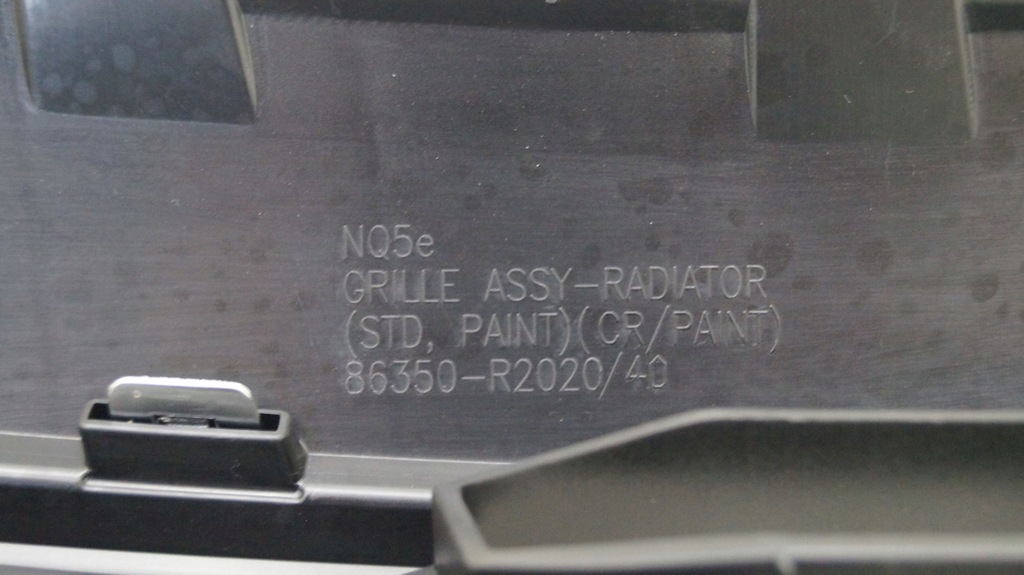 NQ5e
GRILLE ASSY-RADIATOR
(STD, PAINT)(CR/PAINT)
86350-R2020/40